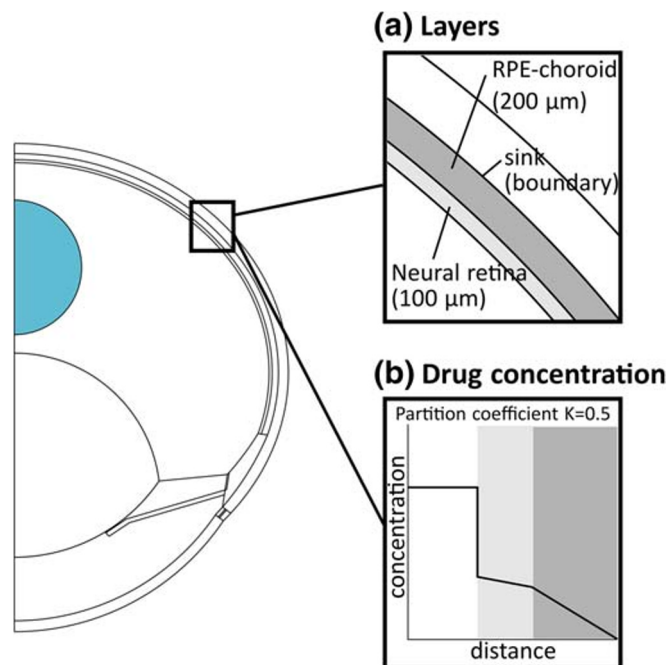 (a) Layers
RPE-choroid
(200 μm)
sink
(boundary)
Neural retina
(100 μm)
(b) Drug concentration
Partition coefficient K=0.5
concentration
distance